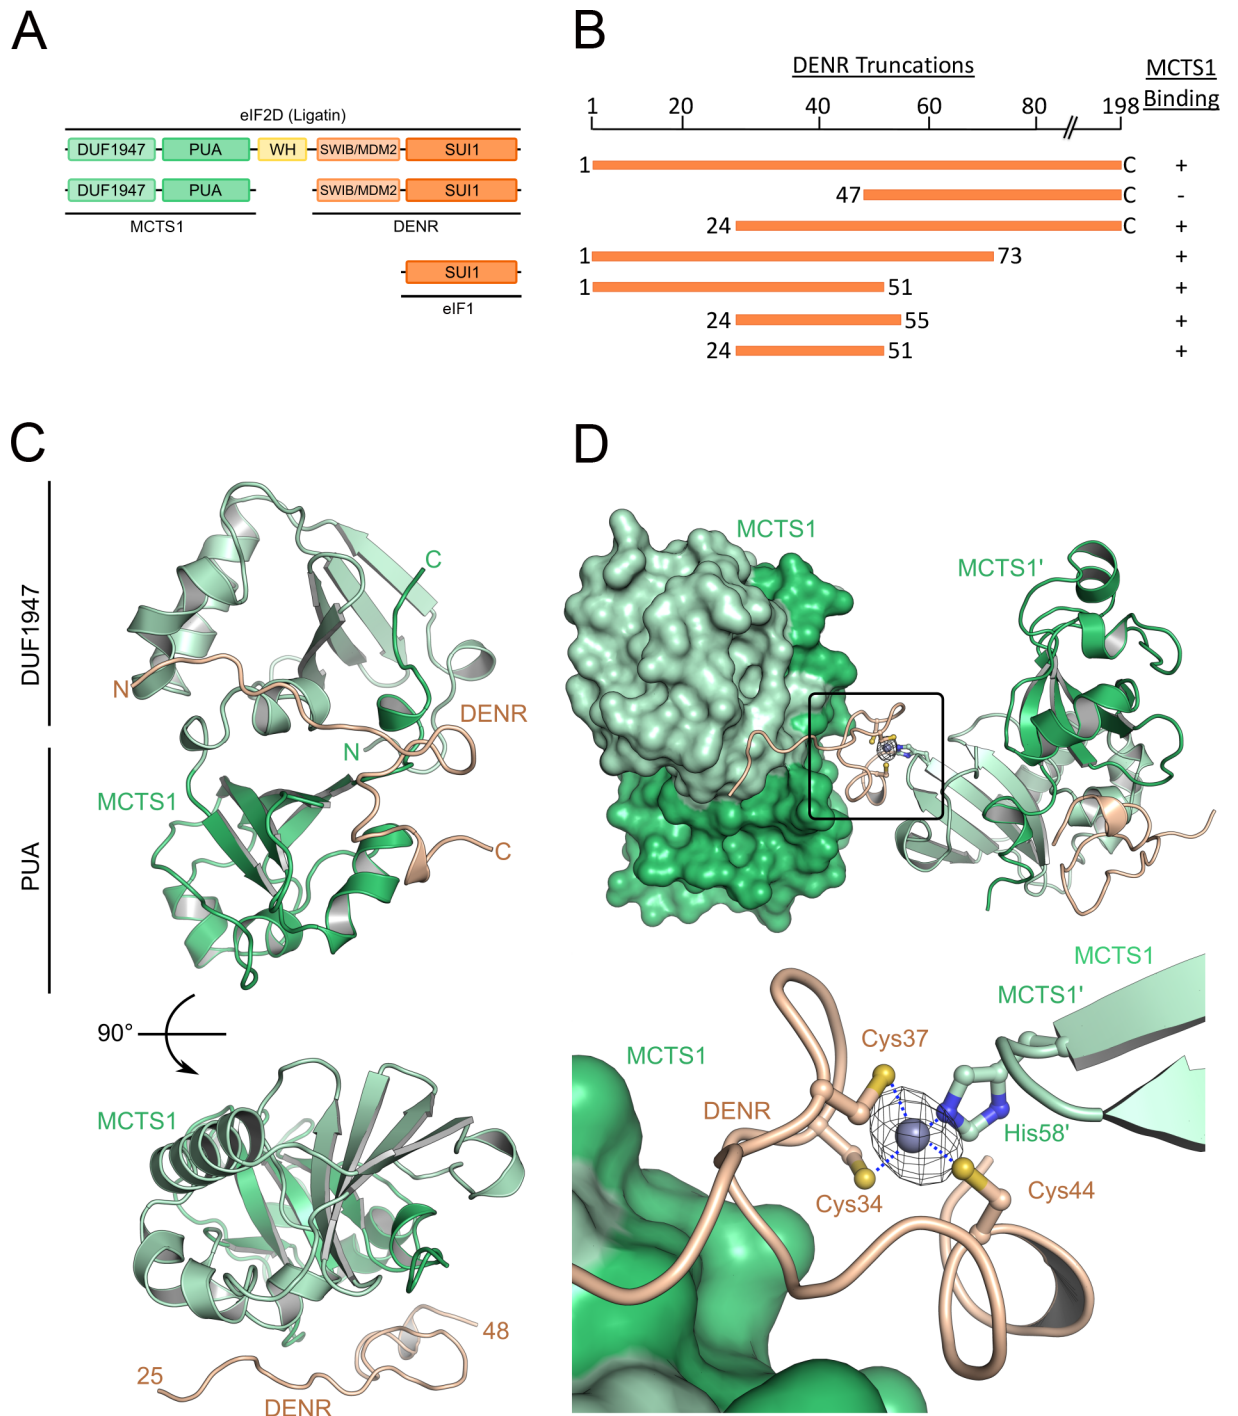 A
eIF2D (Ligatin)
DUF1947 PUA WH SWIB/MDM2 SUI1
DUF1947 PUA SWIB/MDM2 SUI1
MCTS1 DENR
SUI1
eIF1
B
DENR Truncations
MCTS1
Binding
1 20 40 60 80 198
1 C +
47 C -
24 C +
1 73 +
1 51 +
24 55 +
24 51 +
C
DUF1947
PUA
C
N
DENR
N
MCTS1
C
90°
MCTS1
25
48
DENR
D
MCTS1
MCTS1'
MCTS1
MCTS1'
Cys37
MCTS1
DENR
His58'
Cys34
Cys44